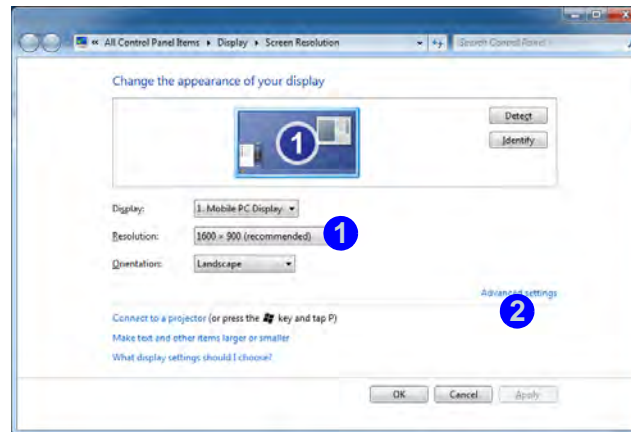 « All Control Panel Items ▸ Display ▸ Screen Resolution
Search Control Panel
Change the appearance of your display
1
Detect
Identify
Display: 1. Mobile PC Display
Resolution: 1600 × 900 (recommended) 1
Orientation: Landscape
Advanced settings
2
Connect to a projector (or press the key and tap P)
Make text and other items larger or smaller
What display settings should I choose?
OK Cancel Apply